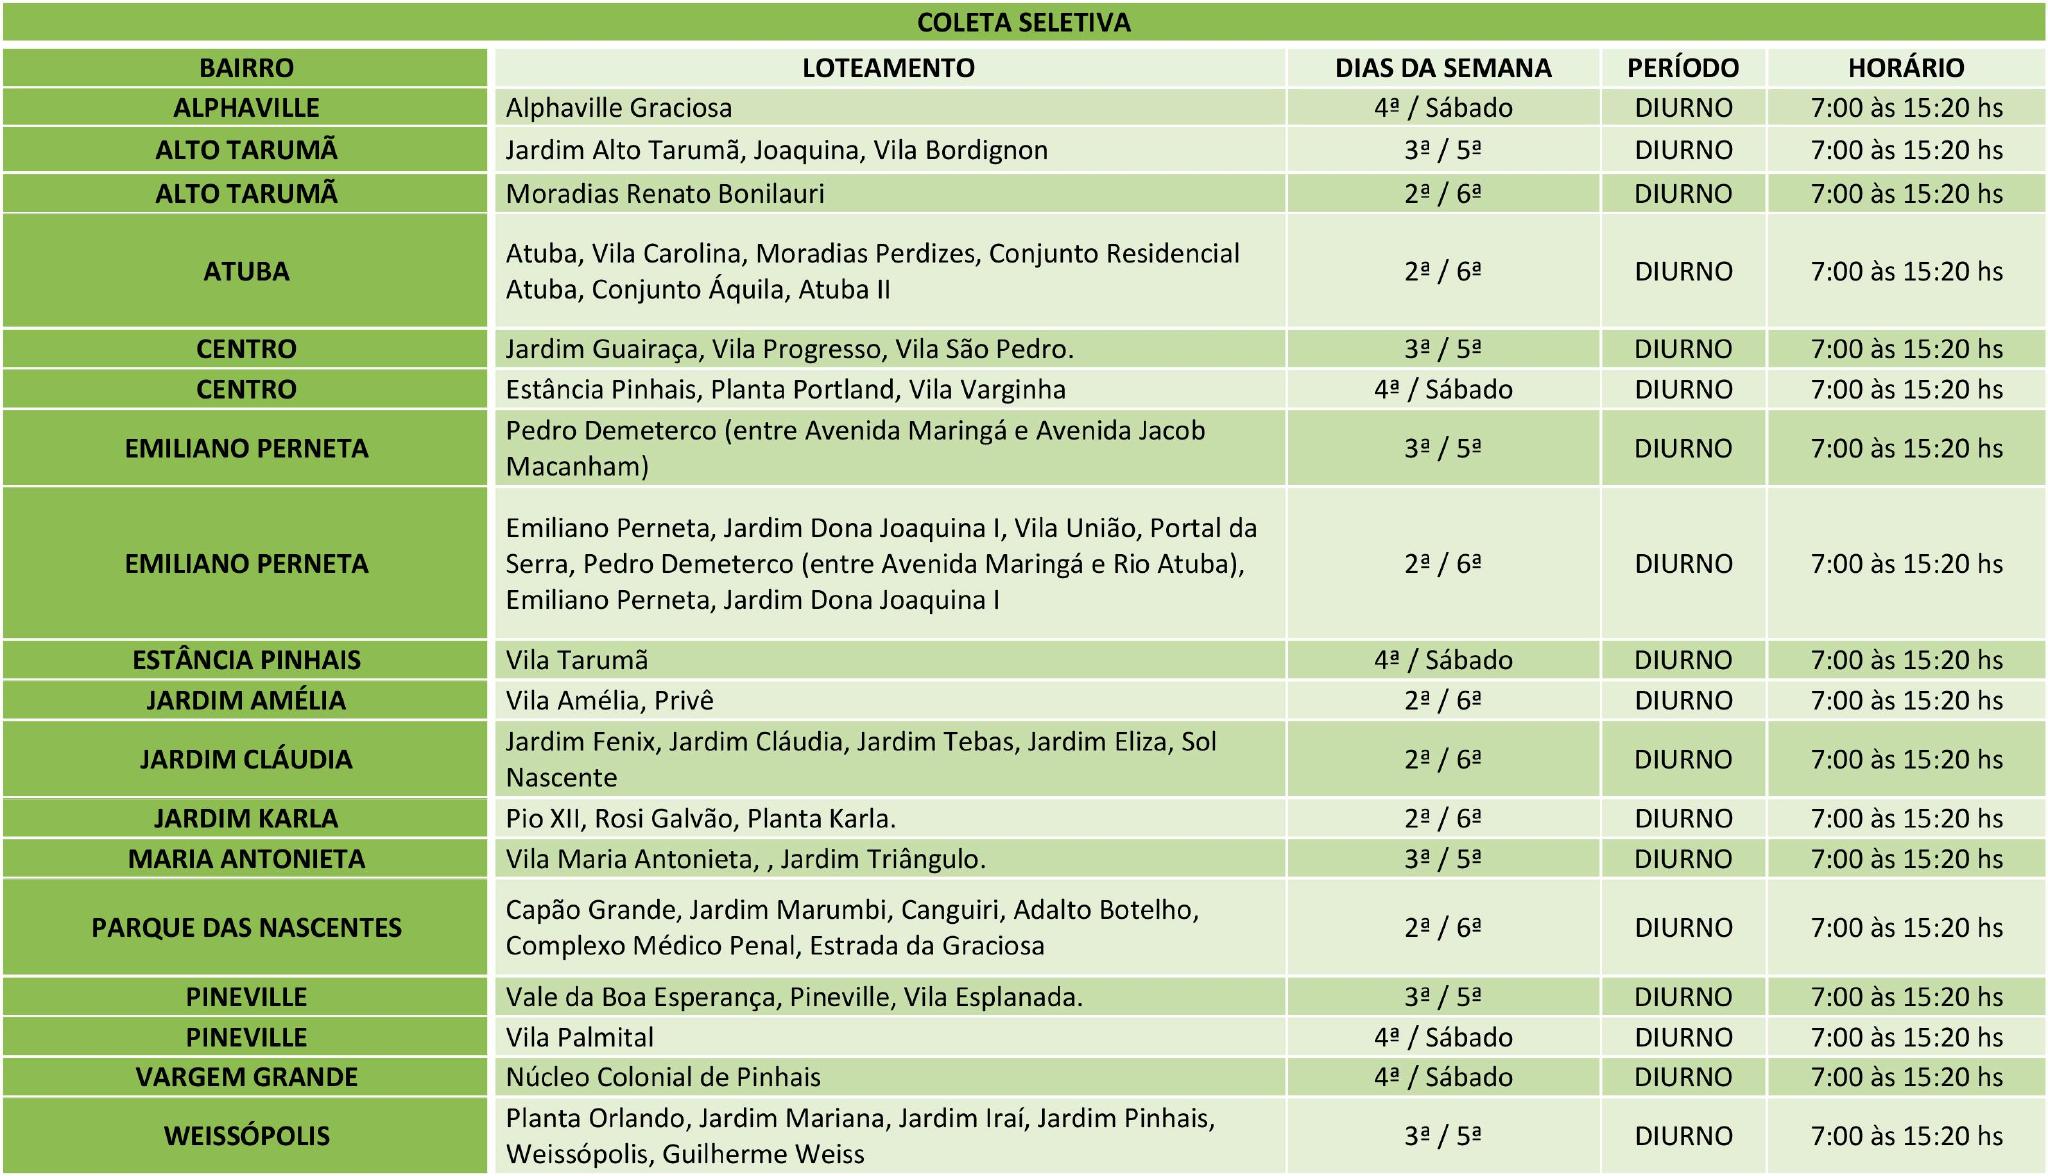 COLETA SELETIVA
BAIRRO LOTEAMENTO DIAS DA SEMANA PERÍODO HORÁRIO
ALPHAVILLE Alphaville Graciosa 4ª / Sábado DIURNO 7:00 às 15:20 hs
ALTO TARUMÃ Jardim Alto Tarumã, Joaquina, Vila Bordignon 3ª / 5ª DIURNO 7:00 às 15:20 hs
ALTO TARUMÃ Moradias Renato Bonilauri 2ª / 6ª DIURNO 7:00 às 15:20 hs
ATUBA Atuba, Vila Carolina, Moradias Perdizes, Conjunto Residencial
Atuba, Conjunto Áquila, Atuba II 2ª / 6ª DIURNO 7:00 às 15:20 hs
CENTRO Jardim Guairaça, Vila Progresso, Vila São Pedro. 3ª / 5ª DIURNO 7:00 às 15:20 hs
CENTRO Estância Pinhais, Planta Portland, Vila Varginha 4ª / Sábado DIURNO 7:00 às 15:20 hs
EMILIANO PERNETA Pedro Demeterco (entre Avenida Maringá e Avenida Jacob
Macanham) 3ª / 5ª DIURNO 7:00 às 15:20 hs
EMILIANO PERNETA Emiliano Perneta, Jardim Dona Joaquina I, Vila União, Portal da
Serra, Pedro Demeterco (entre Avenida Maringá e Rio Atuba),
Emiliano Perneta, Jardim Dona Joaquina I 2ª / 6ª DIURNO 7:00 às 15:20 hs
ESTÂNCIA PINHAIS Vila Tarumã 4ª / Sábado DIURNO 7:00 às 15:20 hs
JARDIM AMÉLIA Vila Amélia, Privê 2ª / 6ª DIURNO 7:00 às 15:20 hs
JARDIM CLÁUDIA Jardim Fenix, Jardim Cláudia, Jardim Tebas, Jardim Eliza, Sol
Nascente 2ª / 6ª DIURNO 7:00 às 15:20 hs
JARDIM KARLA Pio XII, Rosi Galvão, Planta Karla. 2ª / 6ª DIURNO 7:00 às 15:20 hs
MARIA ANTONIETA Vila Maria Antonieta, , Jardim Triângulo. 3ª / 5ª DIURNO 7:00 às 15:20 hs
PARQUE DAS NASCENTES Capão Grande, Jardim Marumbi, Canguiri, Adalto Botelho,
Complexo Médico Penal, Estrada da Graciosa 2ª / 6ª DIURNO 7:00 às 15:20 hs
PINEVILLE Vale da Boa Esperança, Pineville, Vila Esplanada. 3ª / 5ª DIURNO 7:00 às 15:20 hs
PINEVILLE Vila Palmital 4ª / Sábado DIURNO 7:00 às 15:20 hs
VARGEM GRANDE Núcleo Colonial de Pinhais 4ª / Sábado DIURNO 7:00 às 15:20 hs
WEISSÓPOLIS Planta Orlando, Jardim Mariana, Jardim Iraí, Jardim Pinhais,
Weissópolis, Guilherme Weiss 3ª / 5ª DIURNO 7:00 às 15:20 hs